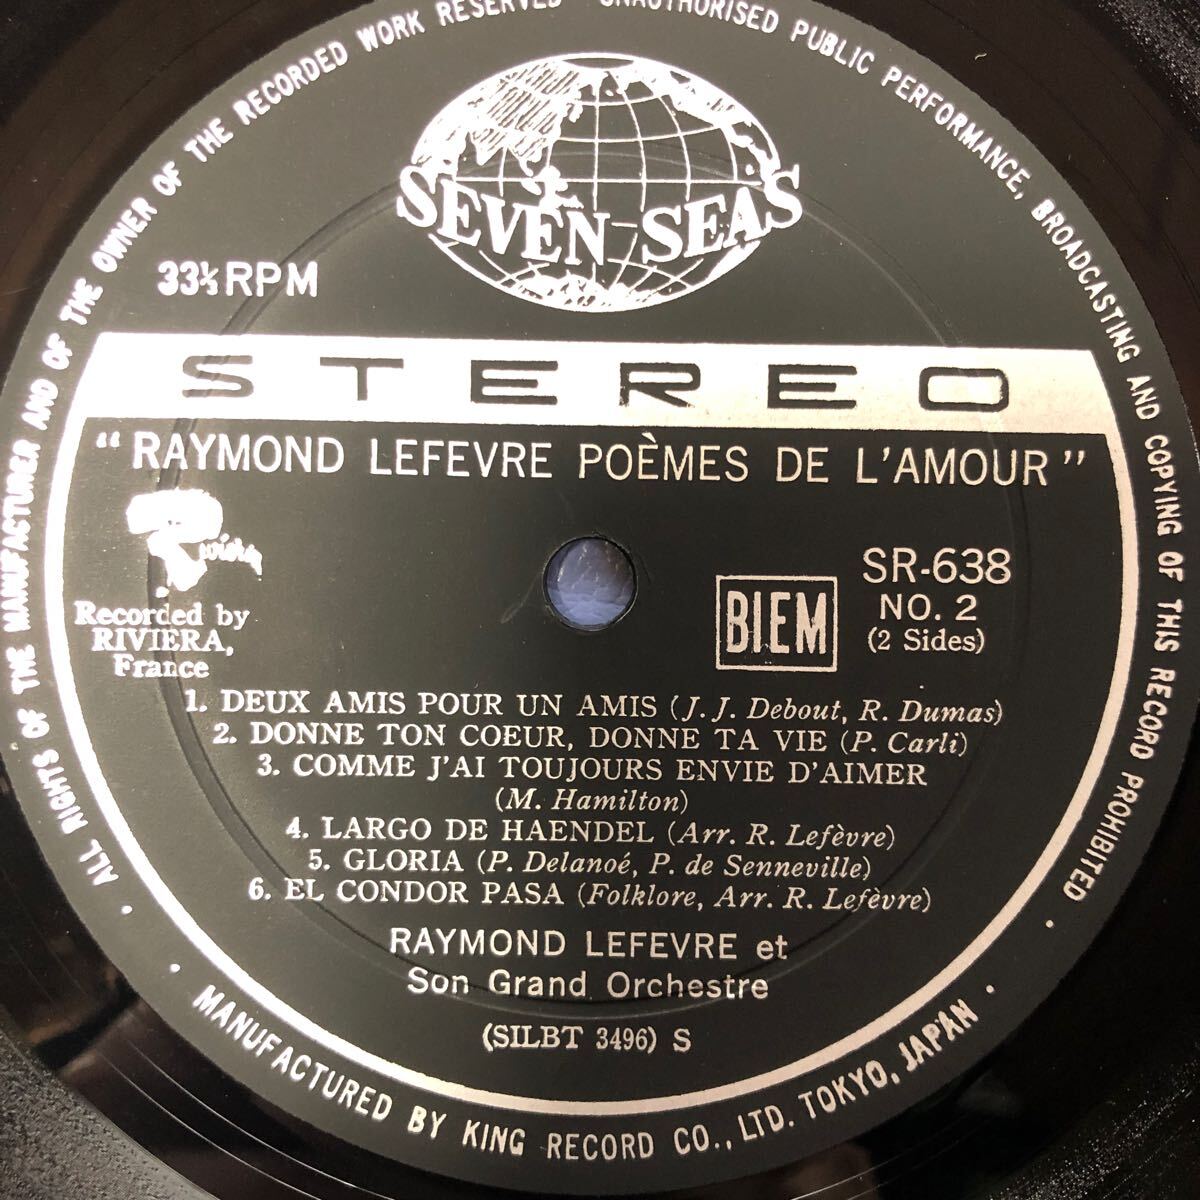 ALL RIGHTS OF THE MANUFACTURER AND OF THE OWNER OF THE RECORDED WORK RESERVED UNAUTHORISED PUBLIC PERFORMANCE, BROADCASTING AND COPYING OF THIS RECORD PROHIBITED
SEVEN SEAS
33⅓ RPM
STEREO
"RAYMOND LEFEVRE POÈMES DE L'AMOUR"
Riviera
Recorded by
RIVIERA,
France
BIEM
SR-638
NO. 2
(2 Sides)
1. DEUX AMIS POUR UN AMIS (J. J. Debout, R. Dumas)
2. DONNE TON COEUR, DONNE TA VIE (P. Carli)
3. COMME J'AI TOUJOURS ENVIE D'AIMER
(M. Hamilton)
4. LARGO DE HAENDEL (Arr. R. Lefèvre)
5. GLORIA (P. Delanoé, P. de Senneville)
6. EL CONDOR PASA (Folklore, Arr. R. Lefèvre)
RAYMOND LEFEVRE et
Son Grand Orchestre
(SILBT 3496) S
· MANUFACTURED BY KING RECORD CO., LTD. TOKYO, JAPAN ·